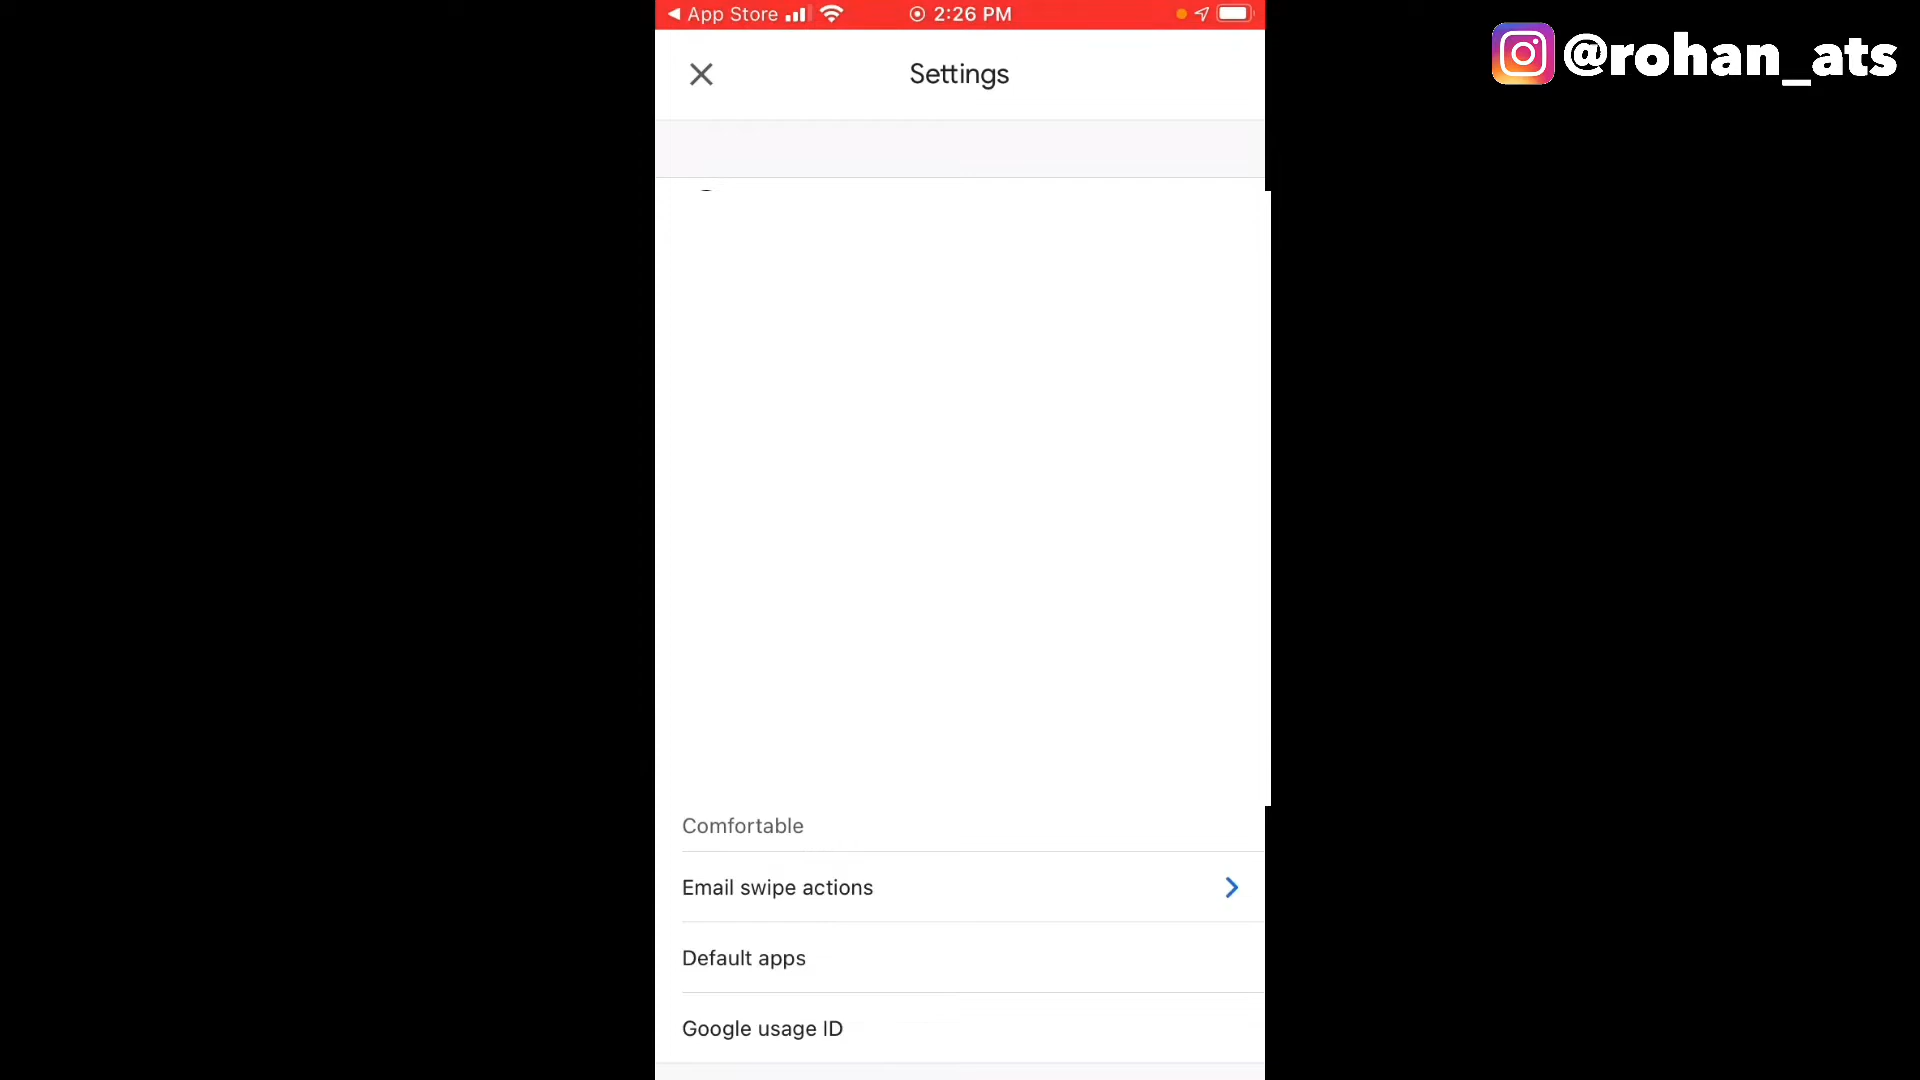 App Store
2:26 PM
@rohan_ats
Settings
Comfortable
Email swipe actions
Default apps
Google usage ID